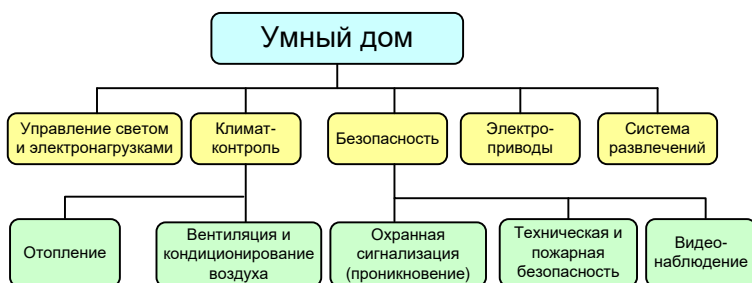 Умный дом
Управление светом
и электронагрузками
Климат-
контроль
Безопасность
Электро-
приводы
Система
развлечений
Отопление
Вентиляция и
кондиционирование
воздуха
Охранная
сигнализация
(проникновение)
Техническая и
пожарная
безопасность
Видео-
наблюдение